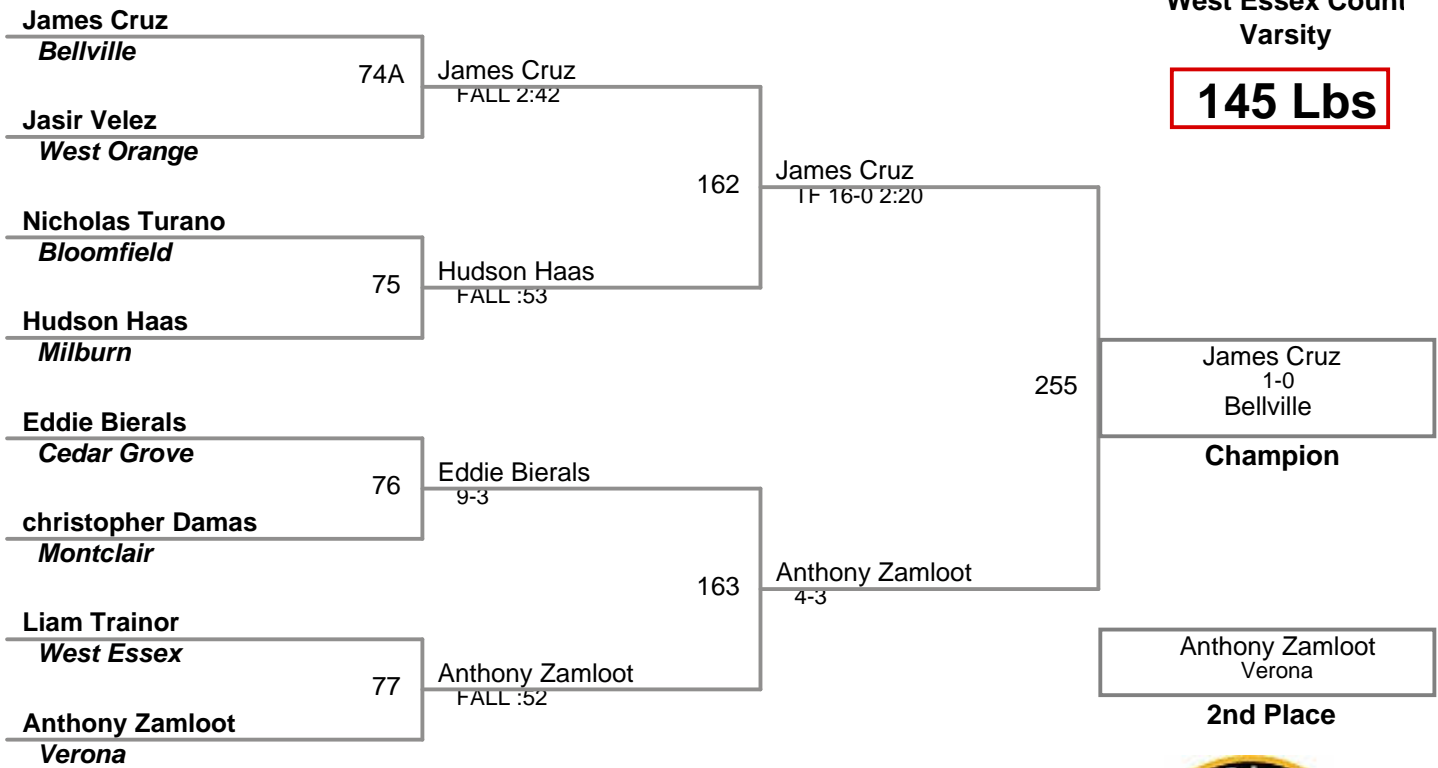 West Essex Count
Varsity
145 Lbs
James Cruz
Bellville
74A
Jasir Velez
West Orange
James Cruz
FALL 2:42
162
Nicholas Turano
Bloomfield
75
Hudson Haas
Milburn
Hudson Haas
FALL :53
James Cruz
TF 16-0 2:20
255
Eddie Bierals
Cedar Grove
76
christopher Damas
Montclair
Eddie Bierals
9-3
163
Liam Trainor
West Essex
77
Anthony Zamloot
Verona
Anthony Zamloot
FALL :52
Anthony Zamloot
4-3
James Cruz
1-0
Bellville
Champion
Anthony Zamloot
Verona
2nd Place